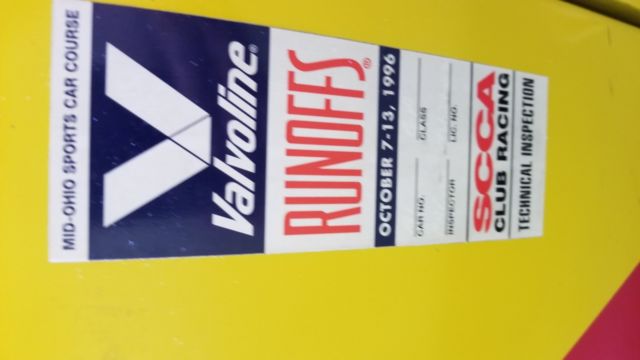 MID-OHIO SPORTS CAR COURSE
Valvoline®
RUNOFFS®
OCTOBER 7-13, 1996
CAR NO. CLASS
INSPECTOR LIC. NO.
SCCA
CLUB RACING
TECHNICAL INSPECTION